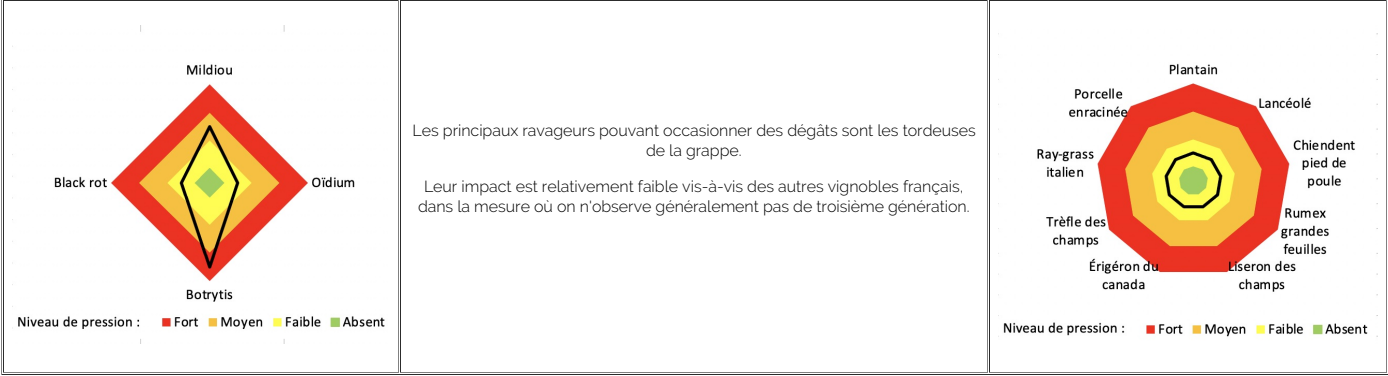 Mildiou
Black rot
Oïdium
Botrytis
Niveau de pression : Fort Moyen Faible Absent
Les principaux ravageurs pouvant occasionner des dégâts sont les tordeuses
de la grappe.
Leur impact est relativement faible vis-à-vis des autres vignobles français,
dans la mesure où on n'observe généralement pas de troisième génération.
Plantain
Lancéolé
Chiendent
pied de
poule
Rumex
grandes
feuilles
Liseron des
champs
Érigéron du
canada
Trèfle des
champs
Ray-grass
italien
Porcelle
enracinée
Niveau de pression : Fort Moyen Faible Absent